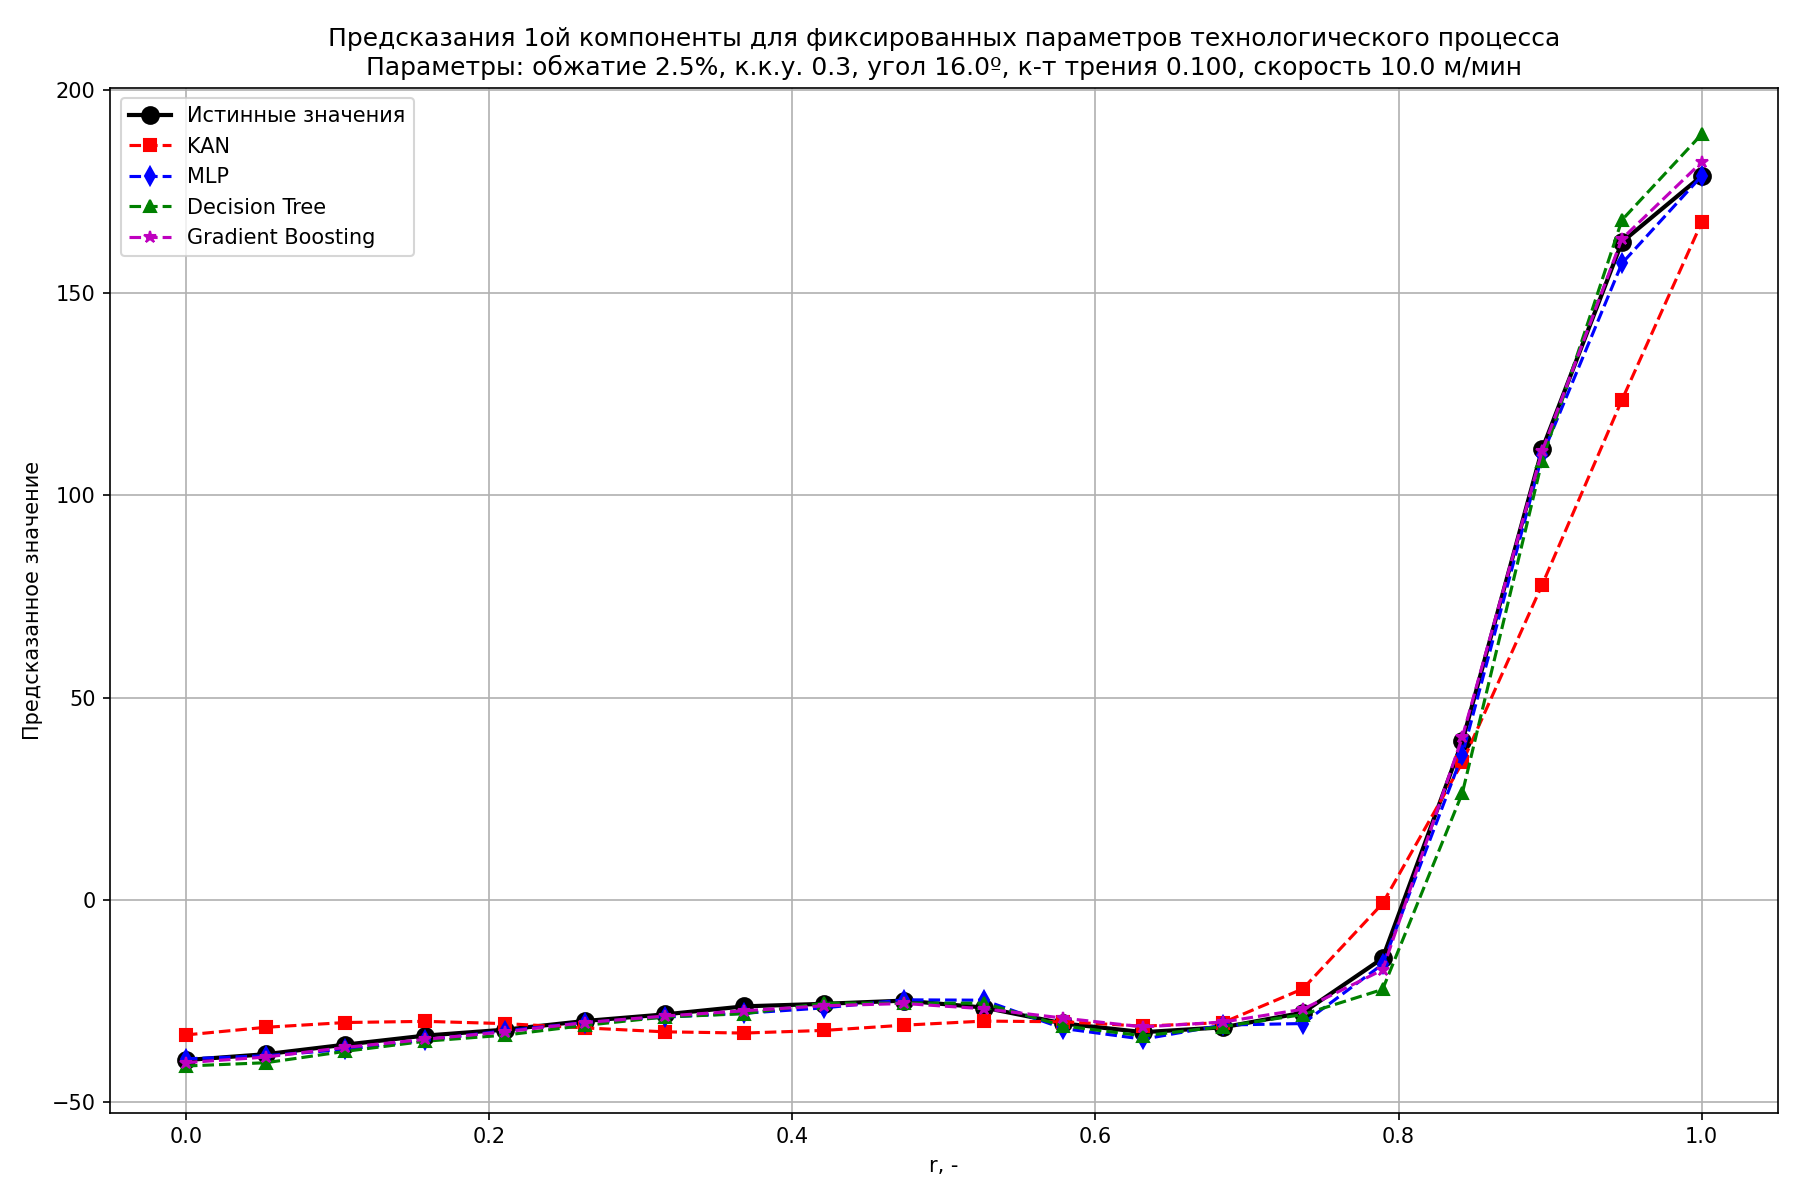 Предсказания 1ой компоненты для фиксированных параметров технологического процесса
Параметры: обжатие 2.5%, к.к.у. 0.3, угол 16.0º, к-т трения 0.100, скорость 10.0 м/мин
Истинные значения
KAN
MLP
Decision Tree
Gradient Boosting
Предсказанное значение
200
150
100
50
0
−50
0.0
0.2
0.4
0.6
0.8
1.0
r, -